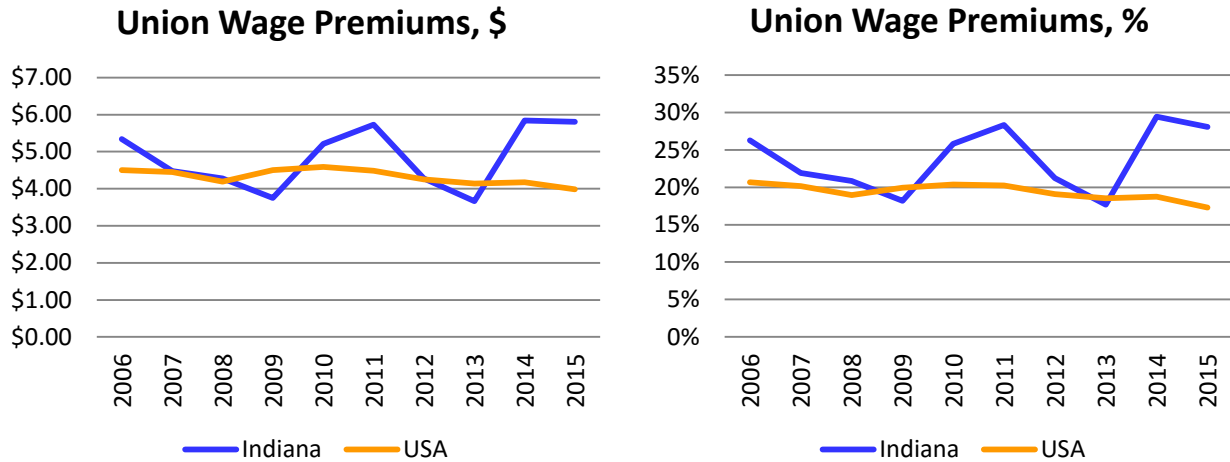 Union Wage Premiums, $
$7.00
$6.00
$5.00
$4.00
$3.00
$2.00
$1.00
$0.00
2006 2007 2008 2009 2010 2011 2012 2013 2014 2015
Indiana USA
Union Wage Premiums, %
35%
30%
25%
20%
15%
10%
5%
0%
2006 2007 2008 2009 2010 2011 2012 2013 2014 2015
Indiana USA